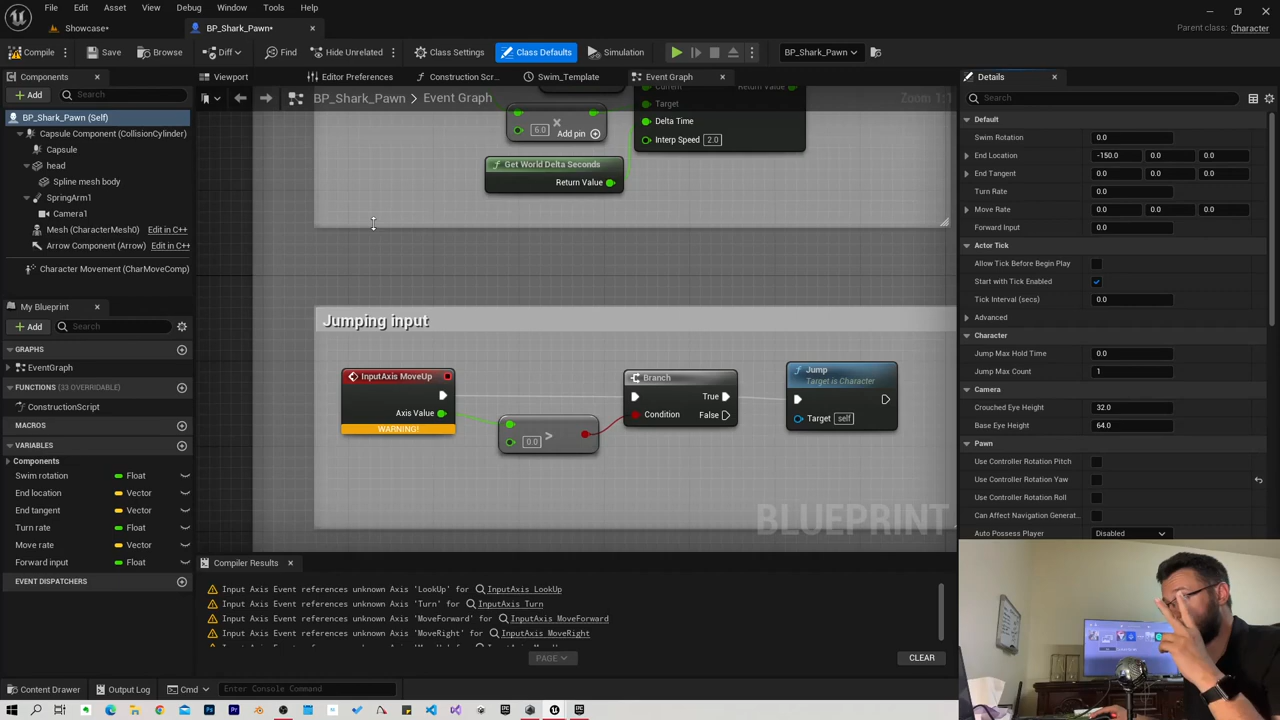 File Edit Asset View Debug Window Tools Help
Showcase•
BP_Shark_Pawn•
Parent class: Character
Compile
Save
Browse
Diff
Find
Hide Unrelated
Class Settings
Class Defaults
Simulation
BP_Shark_Pawn
Components
Add
Search
BP_Shark_Pawn (Self)
Capsule Component (CollisionCylinder)
Capsule
head
Spline mesh body
SpringArm1
Camera1
Mesh (CharacterMesh0) Edit in C++
Arrow Component (Arrow) Edit in C++
Character Movement (CharMoveComp)
My Blueprint
Add
Search
GRAPHS
EventGraph
FUNCTIONS (33 OVERRIDABLE)
ConstructionScript
MACROS
VARIABLES
Components
Swim rotation Float
End location Vector
End tangent Vector
Turn rate Float
Move rate Vector
Forward input Float
EVENT DISPATCHERS
Viewport
Editor Preferences
Construction Scr...
Swim_Template
Event Graph
BP_Shark_Pawn > Event Graph
Zoom 1:1
Current
Return Value
Target
Delta Time
Interp Speed 2.0
6.0
Add pin
Get World Delta Seconds
Return Value
Jumping input
InputAxis MoveUp
Axis Value
WARNING!
0.0
>
Branch
True
Condition
False
Jump
Target is Character
Target self
BLUEPRINT
Compiler Results
Input Axis Event references unknown Axis 'LookUp' for InputAxis LookUp
Input Axis Event references unknown Axis 'Turn' for InputAxis Turn
Input Axis Event references unknown Axis 'MoveForward' for InputAxis MoveForward
Input Axis Event references unknown Axis 'MoveRight' for InputAxis MoveRight
PAGE
CLEAR
Content Drawer
Output Log
Cmd
Enter Console Command
Details
Search
Default
Swim Rotation 0.0
End Location -150.0 0.0 0.0
End Tangent 0.0 0.0 0.0
Turn Rate 0.0
Move Rate 0.0 0.0 0.0
Forward Input 0.0
Actor Tick
Allow Tick Before Begin Play
Start with Tick Enabled
Tick Interval (secs) 0.0
Advanced
Character
Jump Max Hold Time 0.0
Jump Max Count 1
Camera
Crouched Eye Height 32.0
Base Eye Height 64.0
Pawn
Use Controller Rotation Pitch
Use Controller Rotation Yaw
Use Controller Rotation Roll
Can Affect Navigation Generat...
Auto Possess Player Disabled